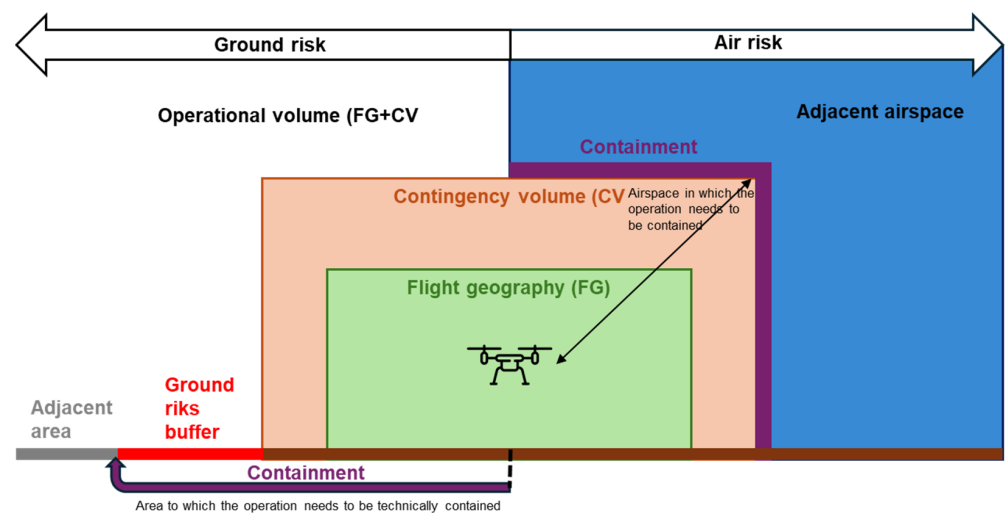 Ground risk
Air risk
Operational volume (FG+CV
Adjacent airspace
Containment
Contingency volume (CV
Airspace in which the
operation needs to
be contained
Flight geography (FG)
Adjacent
area
Ground
riks
buffer
Containment
Area to which the operation needs to be technically contained